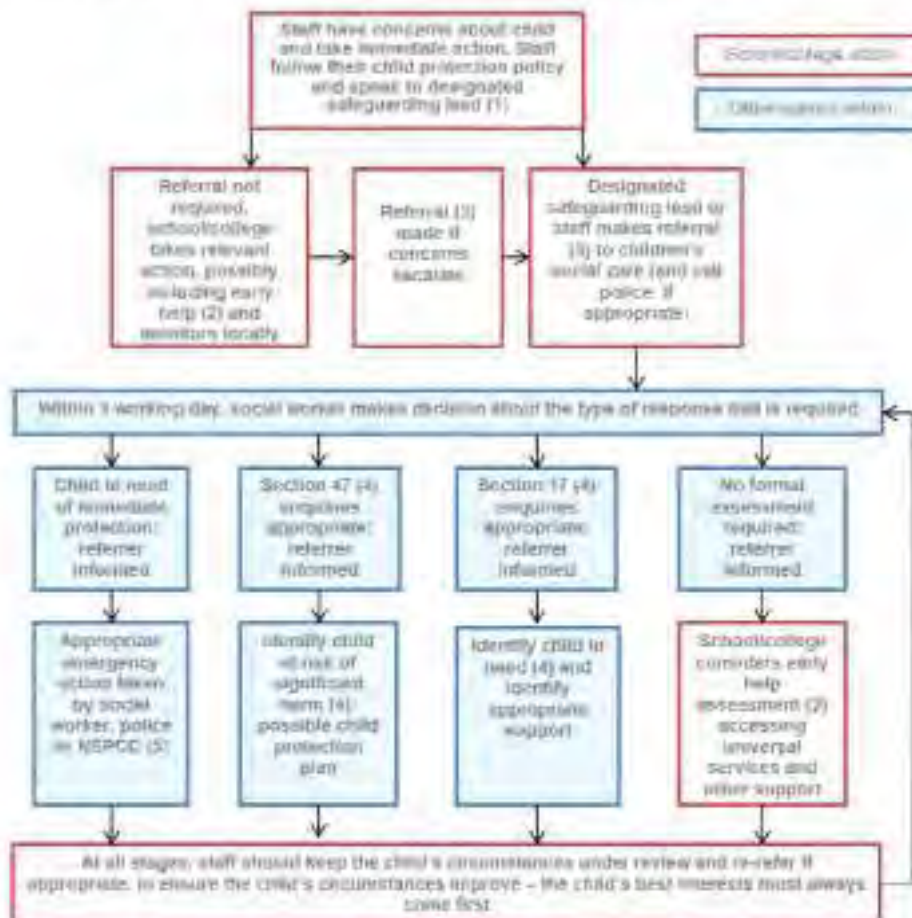 Staff have concerns about child
and take immediate action. Staff
follow their child protection policy
and speak to designated
safeguarding lead (1)
School/college action
Other agency action
Referral not
required,
school/college
takes relevant
action, possibly
including early
help (2) and
monitors locally
Referral (3)
made if
concerns
escalate
Designated
safeguarding lead or
staff makes referral
(3) to children's
social care (and call
police if
appropriate)
Within 1 working day, social worker makes decision about the type of response that is required
Child in need
of immediate
protection:
referrer
informed
Section 47 (4)
enquiries
appropriate:
referrer
informed
Section 17 (4)
enquiries
appropriate:
referrer
informed
No formal
assessment
required:
referrer
informed
Appropriate
emergency
action taken
by social
worker, police
or NSPCC (5)
Identify child
at risk of
significant
harm (4):
possible child
protection
plan
Identify child in
need (4) and
identify
appropriate
support
School/college
considers early
help
assessment (2)
accessing
universal
services and
other support
At all stages, staff should keep the child's circumstances under review and re-refer if
appropriate, to ensure the child's circumstances improve – the child's best interests must always
come first